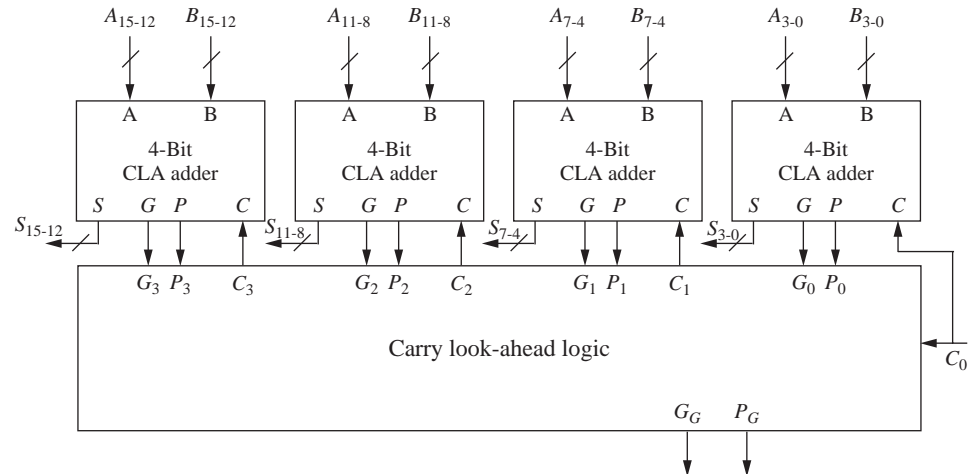 A15-12 B15-12 A11-8 B11-8 A7-4 B7-4 A3-0 B3-0
A B A B A B A B
4-Bit 4-Bit 4-Bit 4-Bit
CLA adder CLA adder CLA adder CLA adder
S G P C S G P C S G P C S G P C
S15-12 S11-8 S7-4 S3-0
G3 P3 C3 G2 P2 C2 G1 P1 C1 G0 P0
Carry look-ahead logic
C0
GG PG